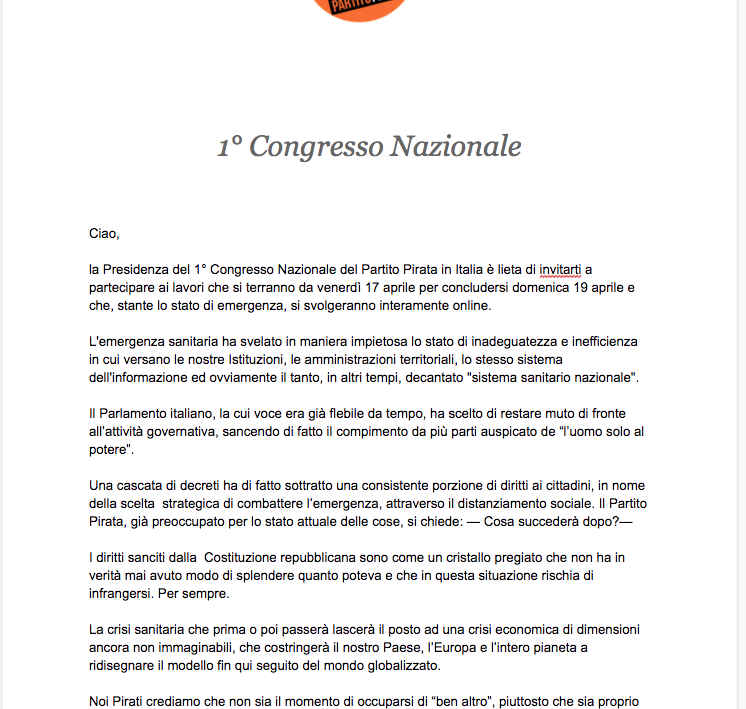 PARTITO
1° Congresso Nazionale
Ciao,
la Presidenza del 1° Congresso Nazionale del Partito Pirata in Italia è lieta di invitarti a
partecipare ai lavori che si terranno da venerdì 17 aprile per concludersi domenica 19 aprile e
che, stante lo stato di emergenza, si svolgeranno interamente online.
L'emergenza sanitaria ha svelato in maniera impietosa lo stato di inadeguatezza e inefficienza
in cui versano le nostre Istituzioni, le amministrazioni territoriali, lo stesso sistema
dell'informazione ed ovviamente il tanto, in altri tempi, decantato "sistema sanitario nazionale".
Il Parlamento italiano, la cui voce era già flebile da tempo, ha scelto di restare muto di fronte
all'attività governativa, sancendo di fatto il compimento da più parti auspicato de “l’uomo solo al
potere”.
Una cascata di decreti ha di fatto sottratto una consistente porzione di diritti ai cittadini, in nome
della scelta  strategica di combattere l’emergenza, attraverso il distanziamento sociale. Il Partito
Pirata, già preoccupato per lo stato attuale delle cose, si chiede: — Cosa succederà dopo?—
I diritti sanciti dalla  Costituzione repubblicana sono come un cristallo pregiato che non ha in
verità mai avuto modo di splendere quanto poteva e che in questa situazione rischia di
infrangersi. Per sempre.
La crisi sanitaria che prima o poi passerà lascerà il posto ad una crisi economica di dimensioni
ancora non immaginabili, che costringerà il nostro Paese, l’Europa e l’intero pianeta a
ridisegnare il modello fin qui seguito del mondo globalizzato.
Noi Pirati crediamo che non sia il momento di occuparsi di “ben altro”, piuttosto che sia proprio